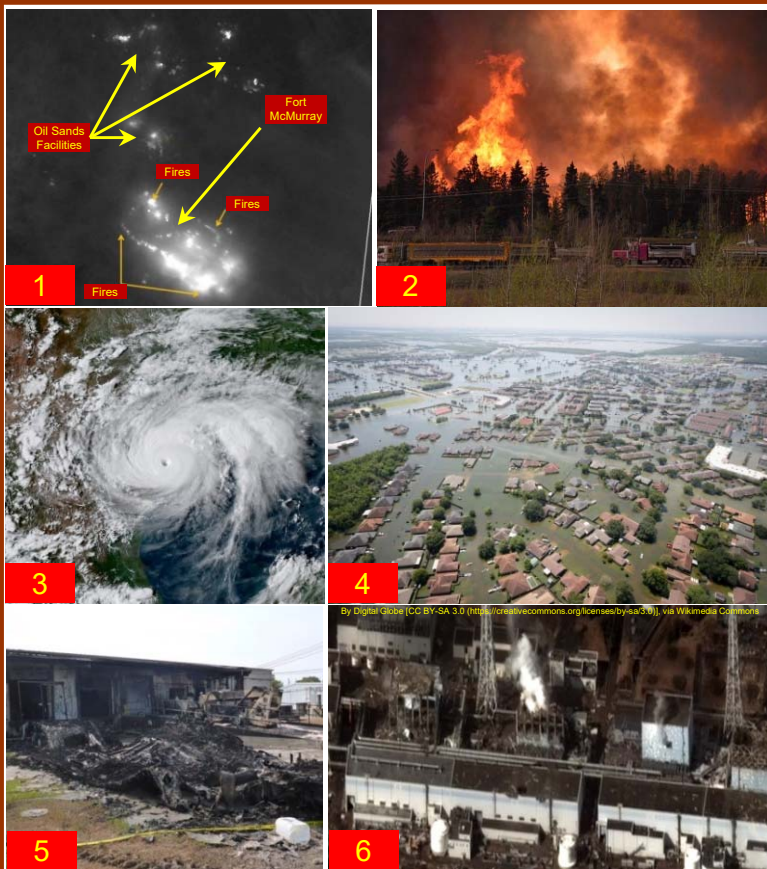 Oil Sands
Facilities
Fort
McMurray
Fires
Fires
Fires
1
2
3
4
By Digital Globe [CC BY-SA 3.0 (https://creativecommons.org/licenses/by-sa/3.0)], via Wikimedia Commons
5
6